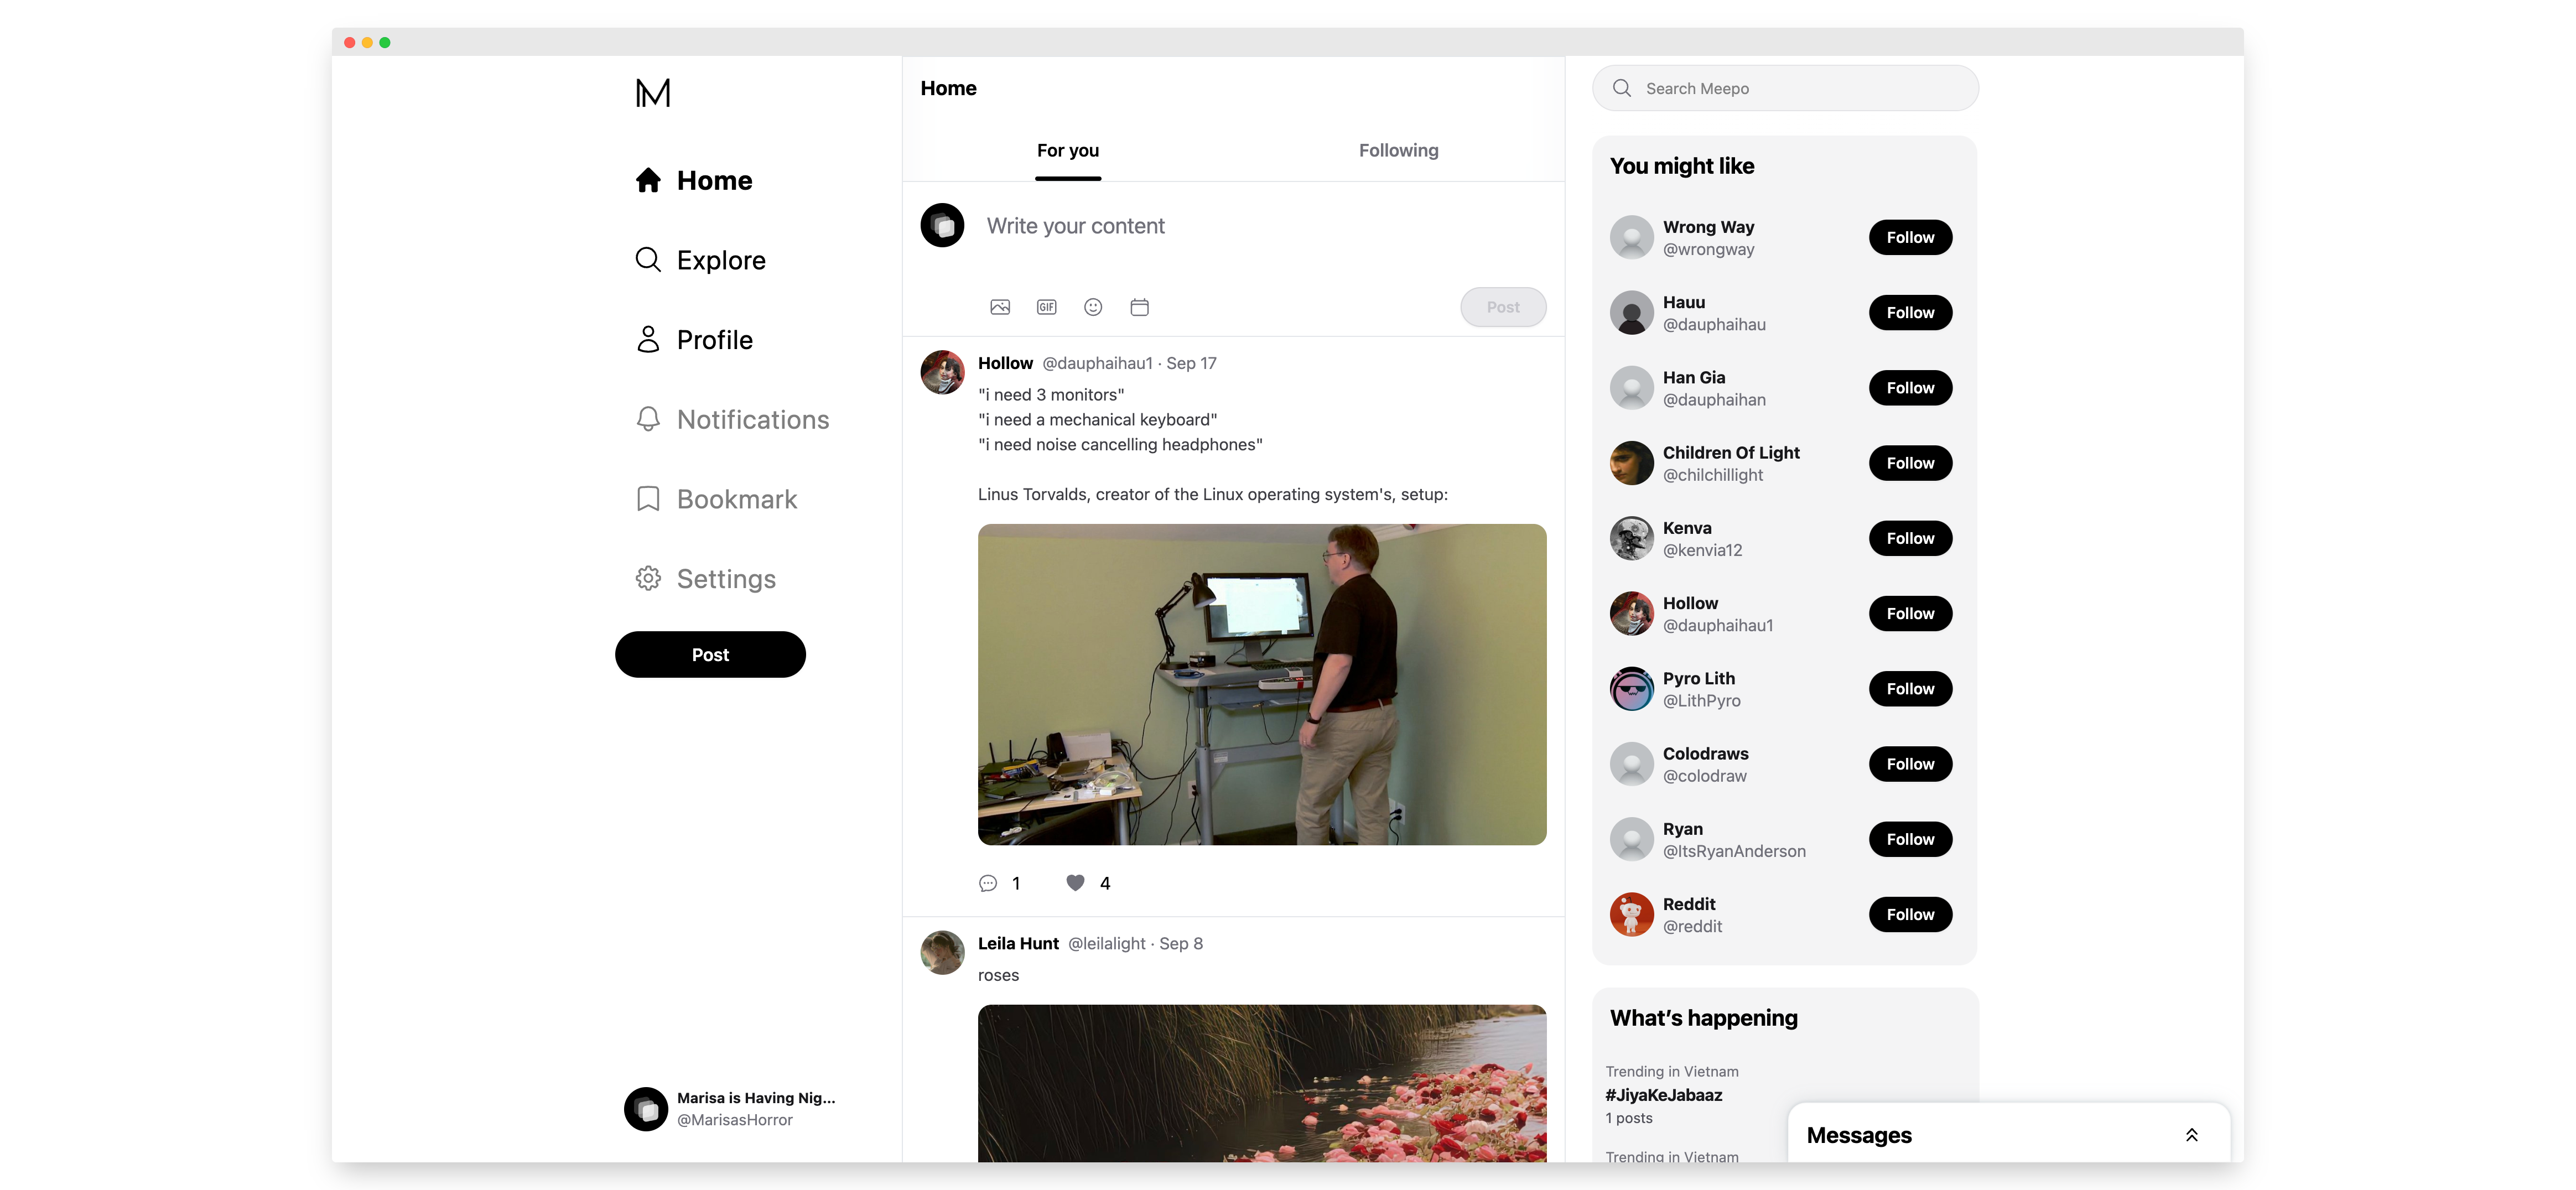 Home
Explore
Profile
Notifications
Bookmark
Settings
Post
Marisa is Having Nig...
@MarisasHorror
Home
For you
Following
Write your content
GIF
Post
Hollow @dauphaihau1 · Sep 17
"i need 3 monitors"
"i need a mechanical keyboard"
"i need noise cancelling headphones"
Linus Torvalds, creator of the Linux operating system's, setup:
1 4
Leila Hunt @leilalight · Sep 8
roses
Search Meepo
You might like
Wrong Way
@wrongway
Follow
Hauu
@dauphaihau
Follow
Han Gia
@dauphaihan
Follow
Children Of Light
@chilchillight
Follow
Kenva
@kenvia12
Follow
Hollow
@dauphaihau1
Follow
Pyro Lith
@LithPyro
Follow
Colodraws
@colodraw
Follow
Ryan
@ItsRyanAnderson
Follow
Reddit
@reddit
Follow
What's happening
Trending in Vietnam
#JiyaKeJabaaz
1 posts
Trending in Vietnam
Messages